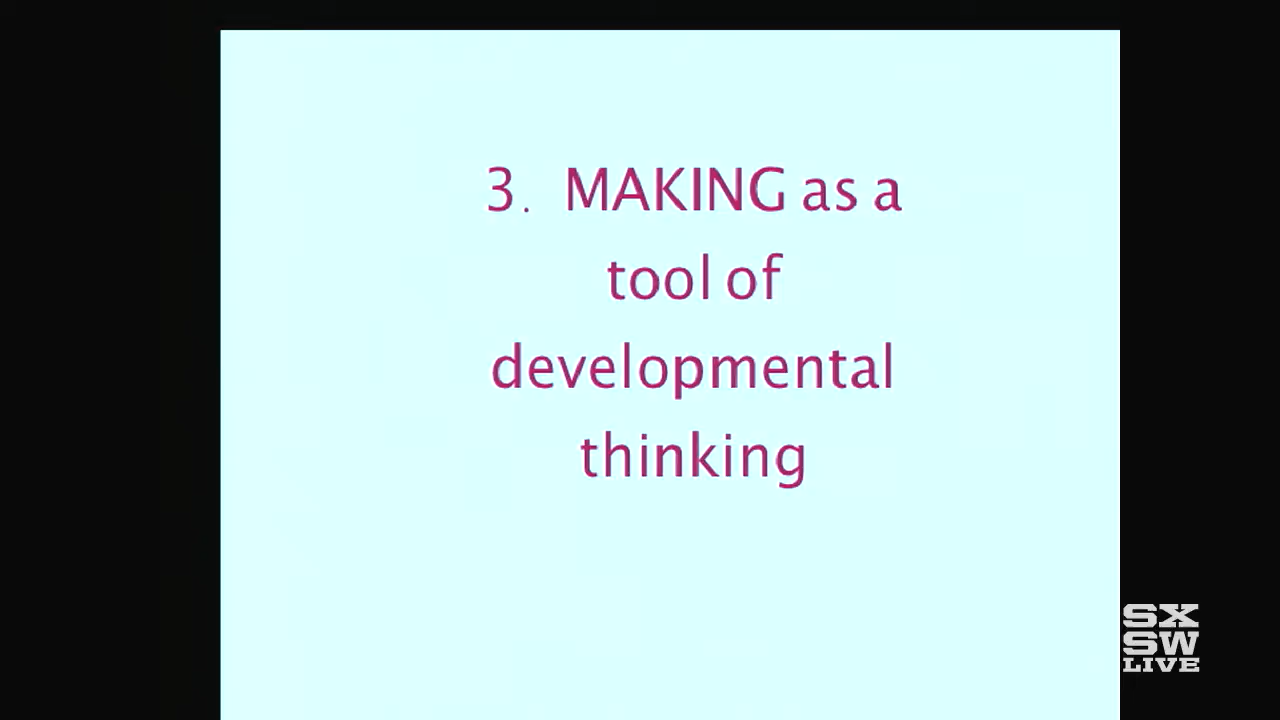 3. MAKING as a
tool of
developmental
thinking
SX
SW
LIVE